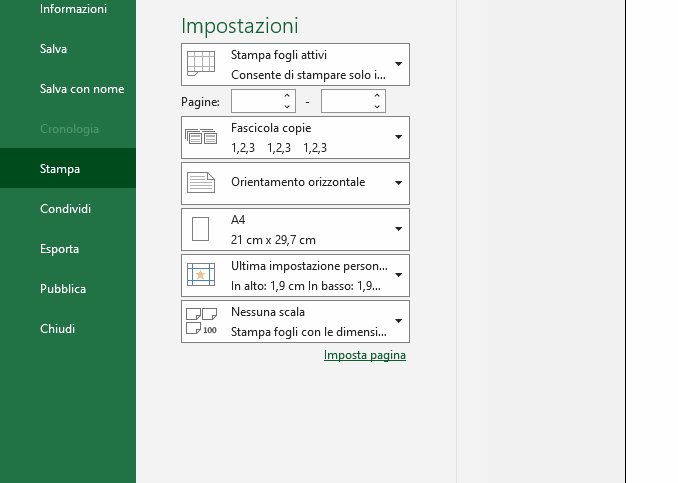 Informazioni
Salva
Salva con nome
Cronologia
Stampa
Condividi
Esporta
Pubblica
Chiudi
Impostazioni
Stampa fogli attivi
Consente di stampare solo i...
Pagine: -
Fascicola copie
1,2,3 1,2,3 1,2,3
Orientamento orizzontale
A4
21 cm x 29,7 cm
Ultima impostazione person...
In alto: 1,9 cm In basso: 1,9...
Nessuna scala
100
Stampa fogli con le dimensi...
Imposta pagina